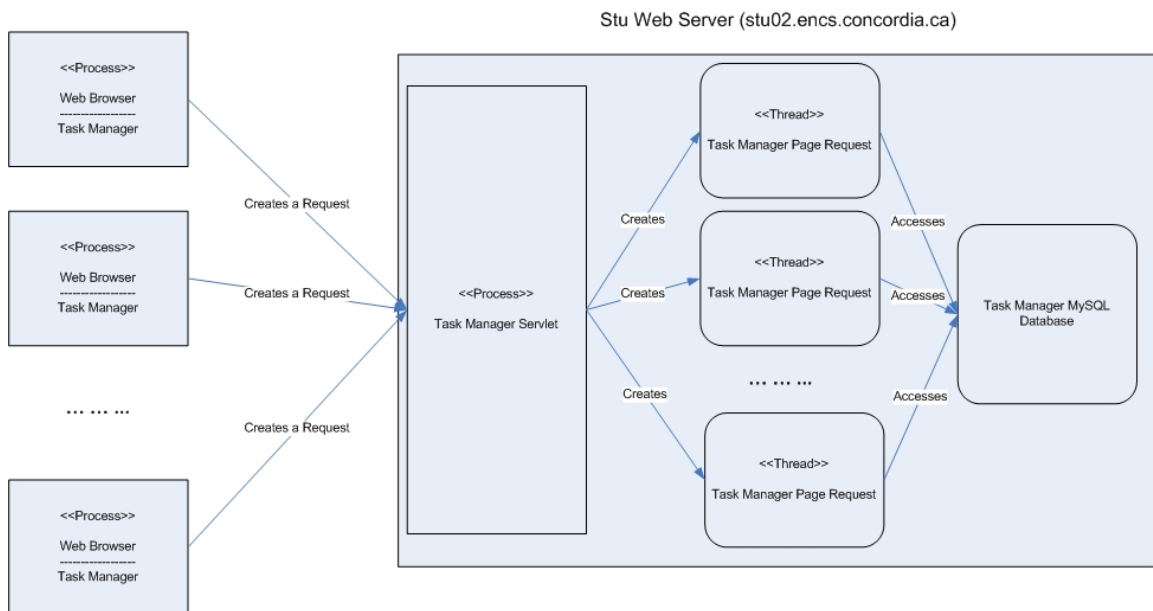 Stu Web Server (stu02.encs.concordia.ca)
<<Process>>
Web Browser
-------------------
Task Manager
<<Process>>
Web Browser
-------------------
Task Manager
... ... ...
<<Process>>
Web Browser
-------------------
Task Manager
Creates a Request
Creates a Request
Creates a Request
<<Process>>
Task Manager Servlet
Creates
Creates
Creates
<<Thread>>
Task Manager Page Request
<<Thread>>
Task Manager Page Request
... ... ...
<<Thread>>
Task Manager Page Request
Accesses
Accesses
Accesses
Task Manager MySQL
Database